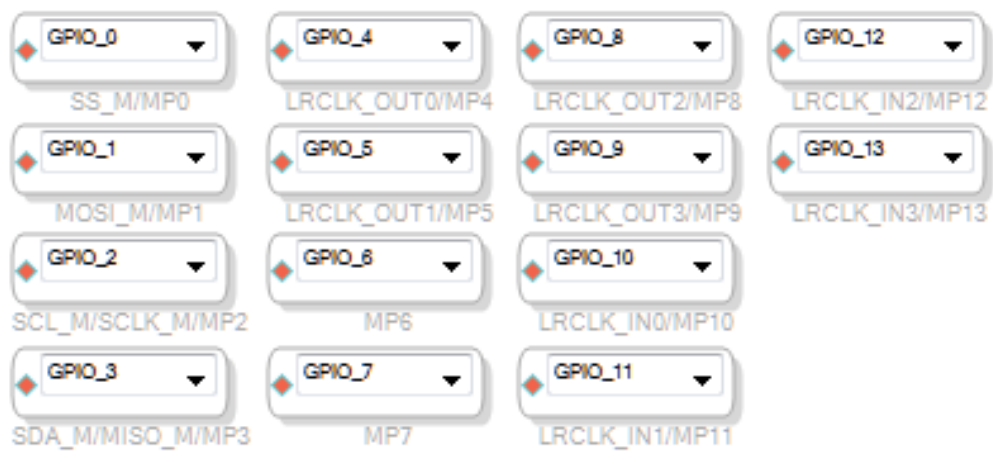 GPIO_0
SS_M/MP0
GPIO_1
MOSI_M/MP1
GPIO_2
SCL_M/SCLK_M/MP2
GPIO_3
SDA_M/MISO_M/MP3
GPIO_4
LRCLK_OUT0/MP4
GPIO_5
LRCLK_OUT1/MP5
GPIO_6
MP6
GPIO_7
MP7
GPIO_8
LRCLK_OUT2/MP8
GPIO_9
LRCLK_OUT3/MP9
GPIO_10
LRCLK_IN0/MP10
GPIO_11
LRCLK_IN1/MP11
GPIO_12
LRCLK_IN2/MP12
GPIO_13
LRCLK_IN3/MP13